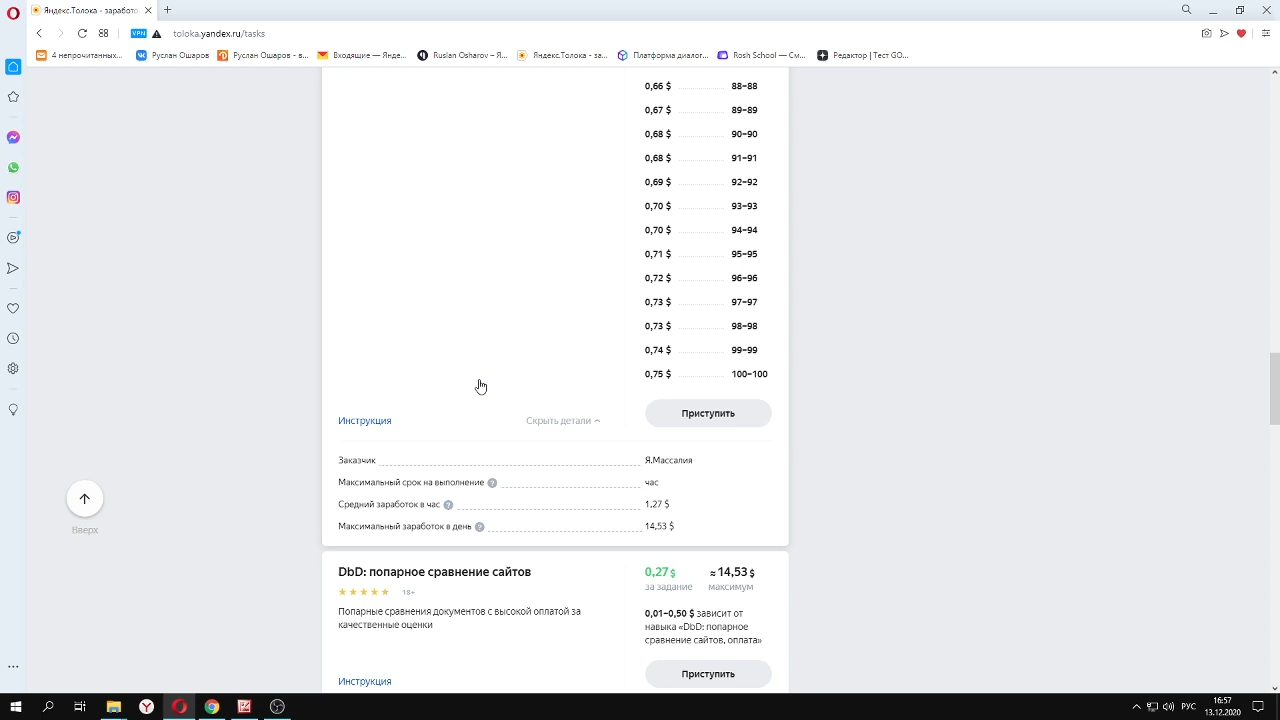 Яндекс.Толока - заработо
VPN
toloka.yandex.ru/tasks
4 непрочитанных...
Руслан Ошаров
Руслан Ошаров - в...
Входящие — Янде...
Ruslan Osharov – Я...
Яндекс.Толока - за...
Платформа диалог...
Rosh School — См...
Редактор | Тест GO...
0,66 $ 88–88
0,67 $ 89–89
0,68 $ 90–90
0,68 $ 91–91
0,69 $ 92–92
0,70 $ 93–93
0,70 $ 94–94
0,71 $ 95–95
0,72 $ 96–96
0,73 $ 97–97
0,73 $ 98–98
0,74 $ 99–99
0,75 $ 100–100
Приступить
Инструкция
Скрыть детали
Заказчик Я.Массалия
Максимальный срок на выполнение ? час
Средний заработок в час ? 1,27 $
Максимальный заработок в день ? 14,53 $
Вверх
DbD: попарное сравнение сайтов
18+
Попарные сравнения документов с высокой оплатой за
качественные оценки
0,27 $ ≈ 14,53 $
за задание максимум
0,01–0,50 $ зависит от
навыка «DbD: попарное
сравнение сайтов, оплата»
Инструкция
Приступить
РУС
16:57
13.12.2020